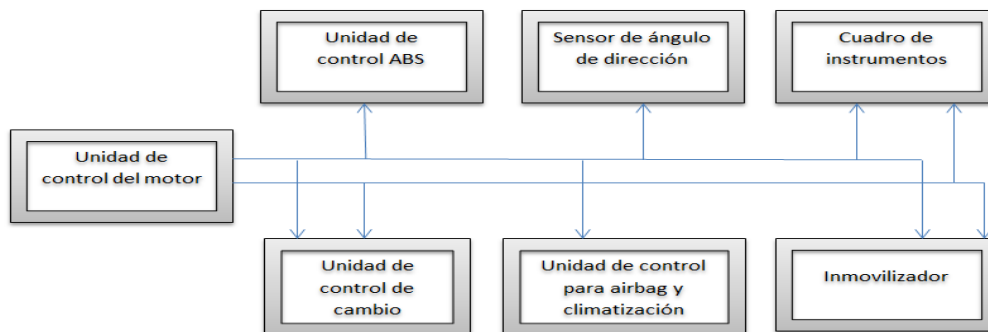 Unidad de
control ABS
Sensor de ángulo
de dirección
Cuadro de
instrumentos
Unidad de
control del motor
Unidad de
control de
cambio
Unidad de control
para airbag y
climatización
Inmovilizador